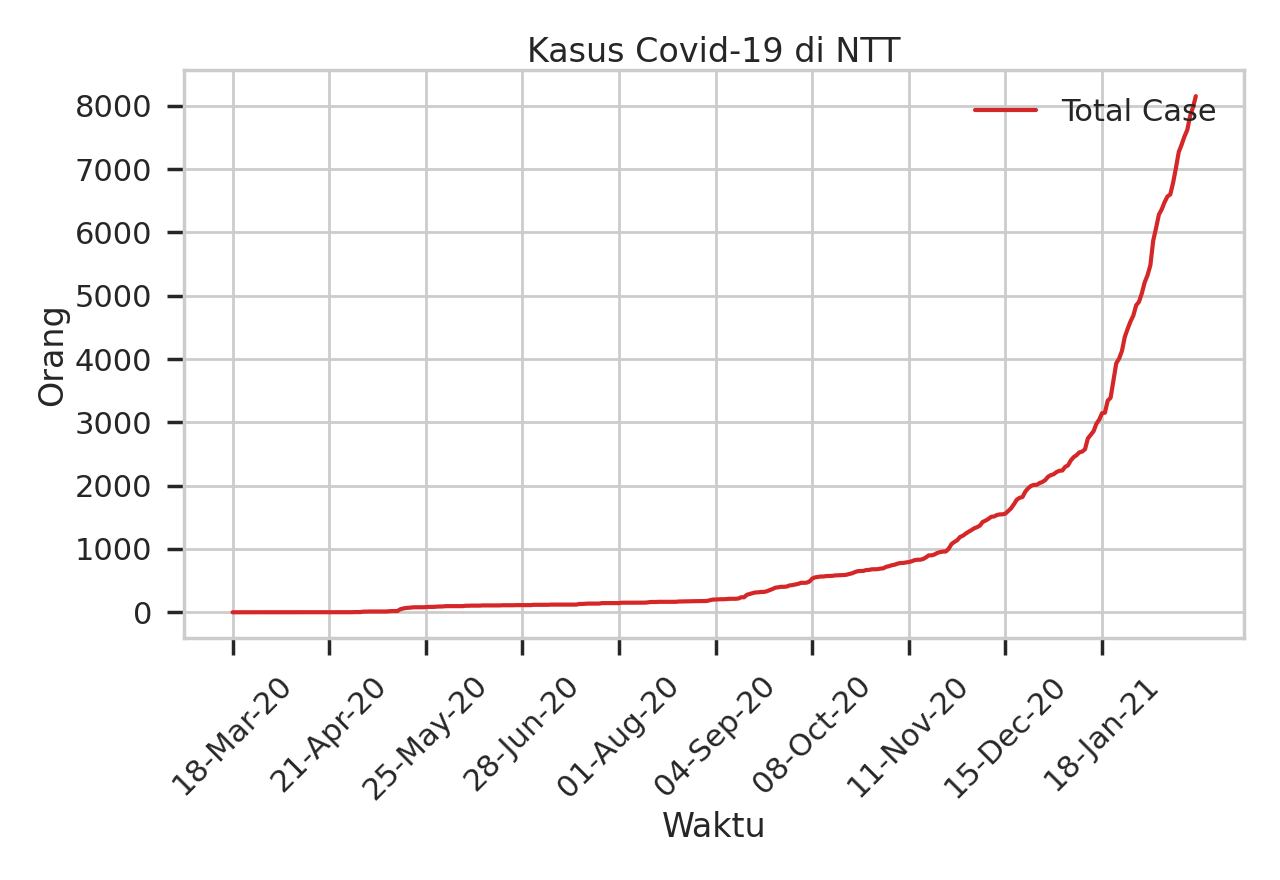 Kasus Covid-19 di NTT
Total Case
8000
7000
6000
5000
4000
3000
2000
1000
0
Orang
18-Mar-20
21-Apr-20
25-May-20
28-Jun-20
01-Aug-20
04-Sep-20
08-Oct-20
11-Nov-20
15-Dec-20
18-Jan-21
Waktu